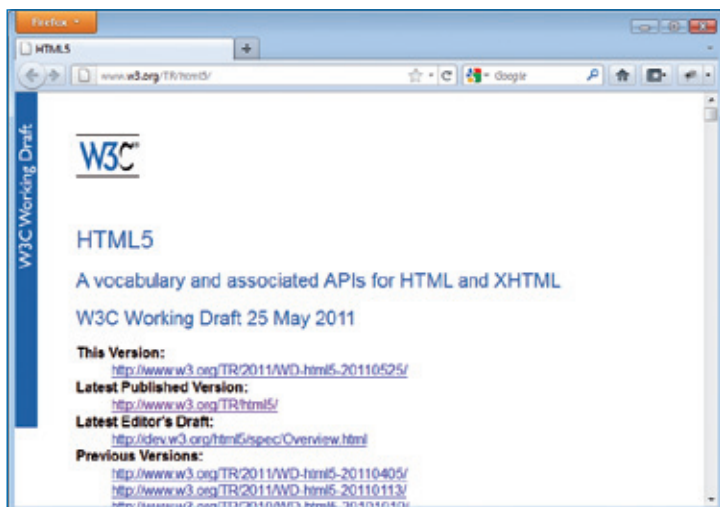 Firefox
HTML5
www.w3.org/TR/html5/
Google
W3C Working Draft
W3C
HTML5
A vocabulary and associated APIs for HTML and XHTML
W3C Working Draft 25 May 2011
This Version:
http://www.w3.org/TR/2011/WD-html5-20110525/
Latest Published Version:
http://www.w3.org/TR/html5/
Latest Editor's Draft:
http://dev.w3.org/html5/spec/Overview.html
Previous Versions:
http://www.w3.org/TR/2011/WD-html5-20110405/
http://www.w3.org/TR/2011/WD-html5-20110113/